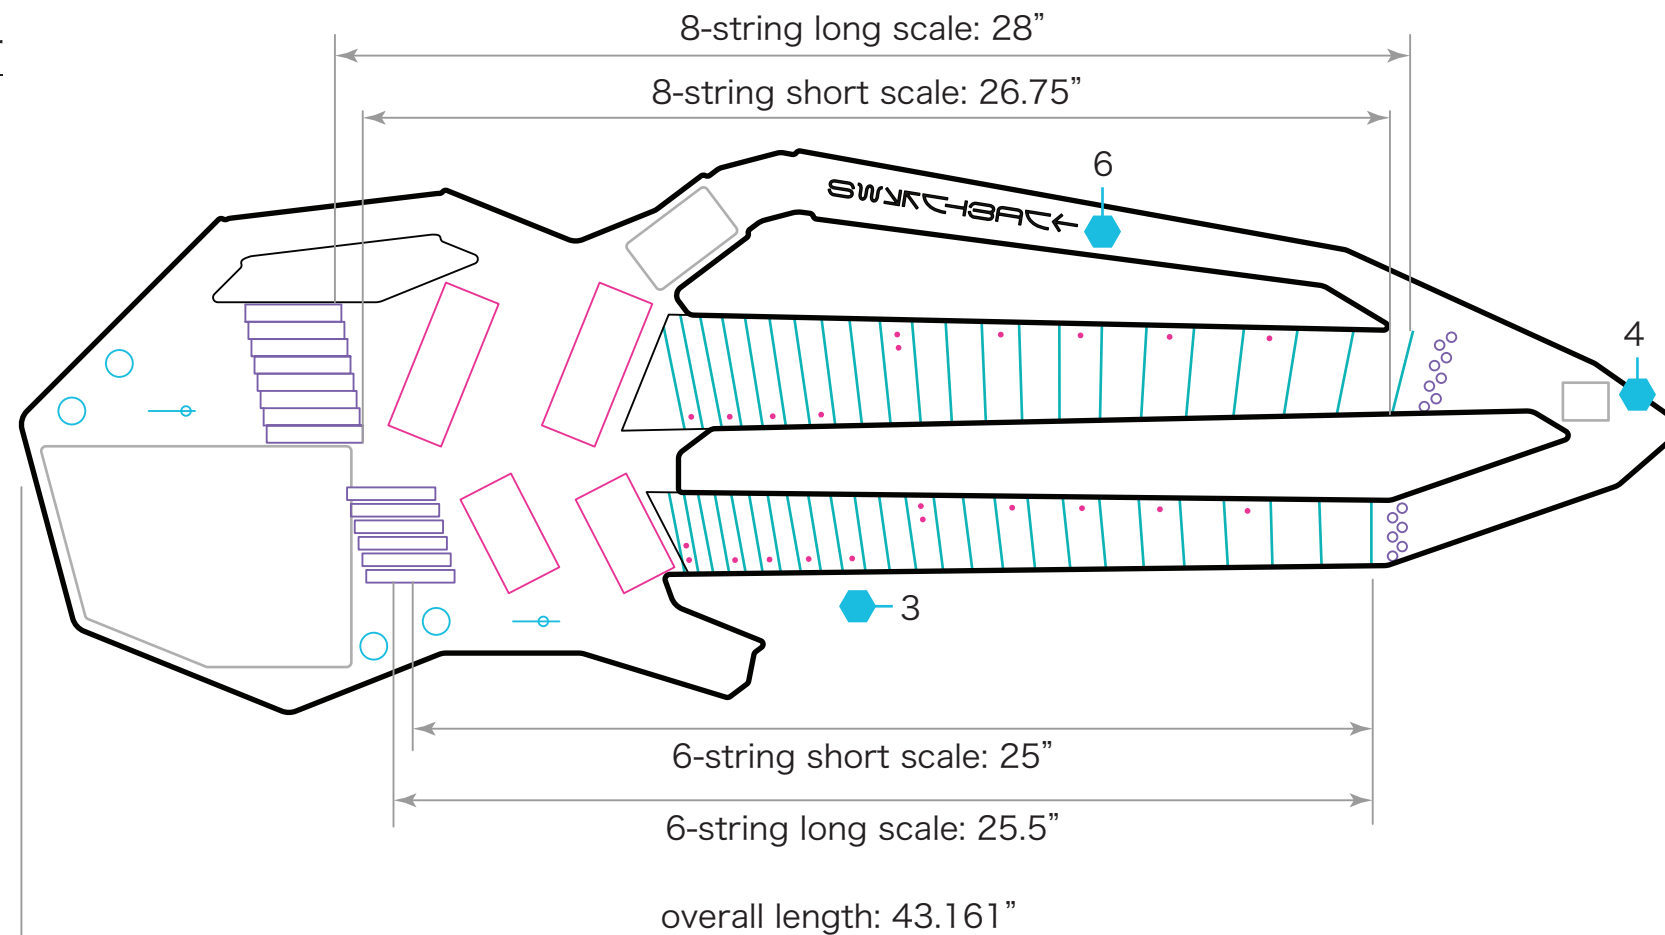 8-string long scale: 28”
8-string short scale: 26.75”
6
SWYTCHBACK
4
3
6-string short scale: 25”
6-string long scale: 25.5”
overall length: 43.161”